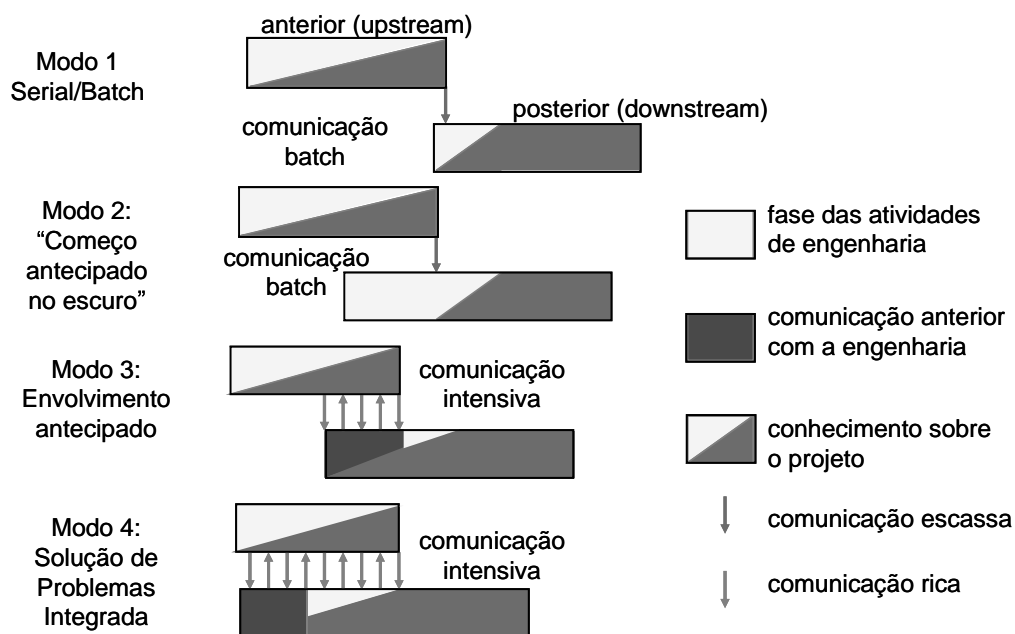 anterior (upstream)
Modo 1
Serial/Batch
posterior (downstream)
comunicação
batch
Modo 2:
“Começo
antecipado
no escuro”
comunicação
batch
fase das atividades
de engenharia
comunicação anterior
com a engenharia
Modo 3:
Envolvimento
antecipado
comunicação
intensiva
conhecimento sobre
o projeto
Modo 4:
Solução de
Problemas
Integrada
comunicação
intensiva
comunicação escassa
comunicação rica